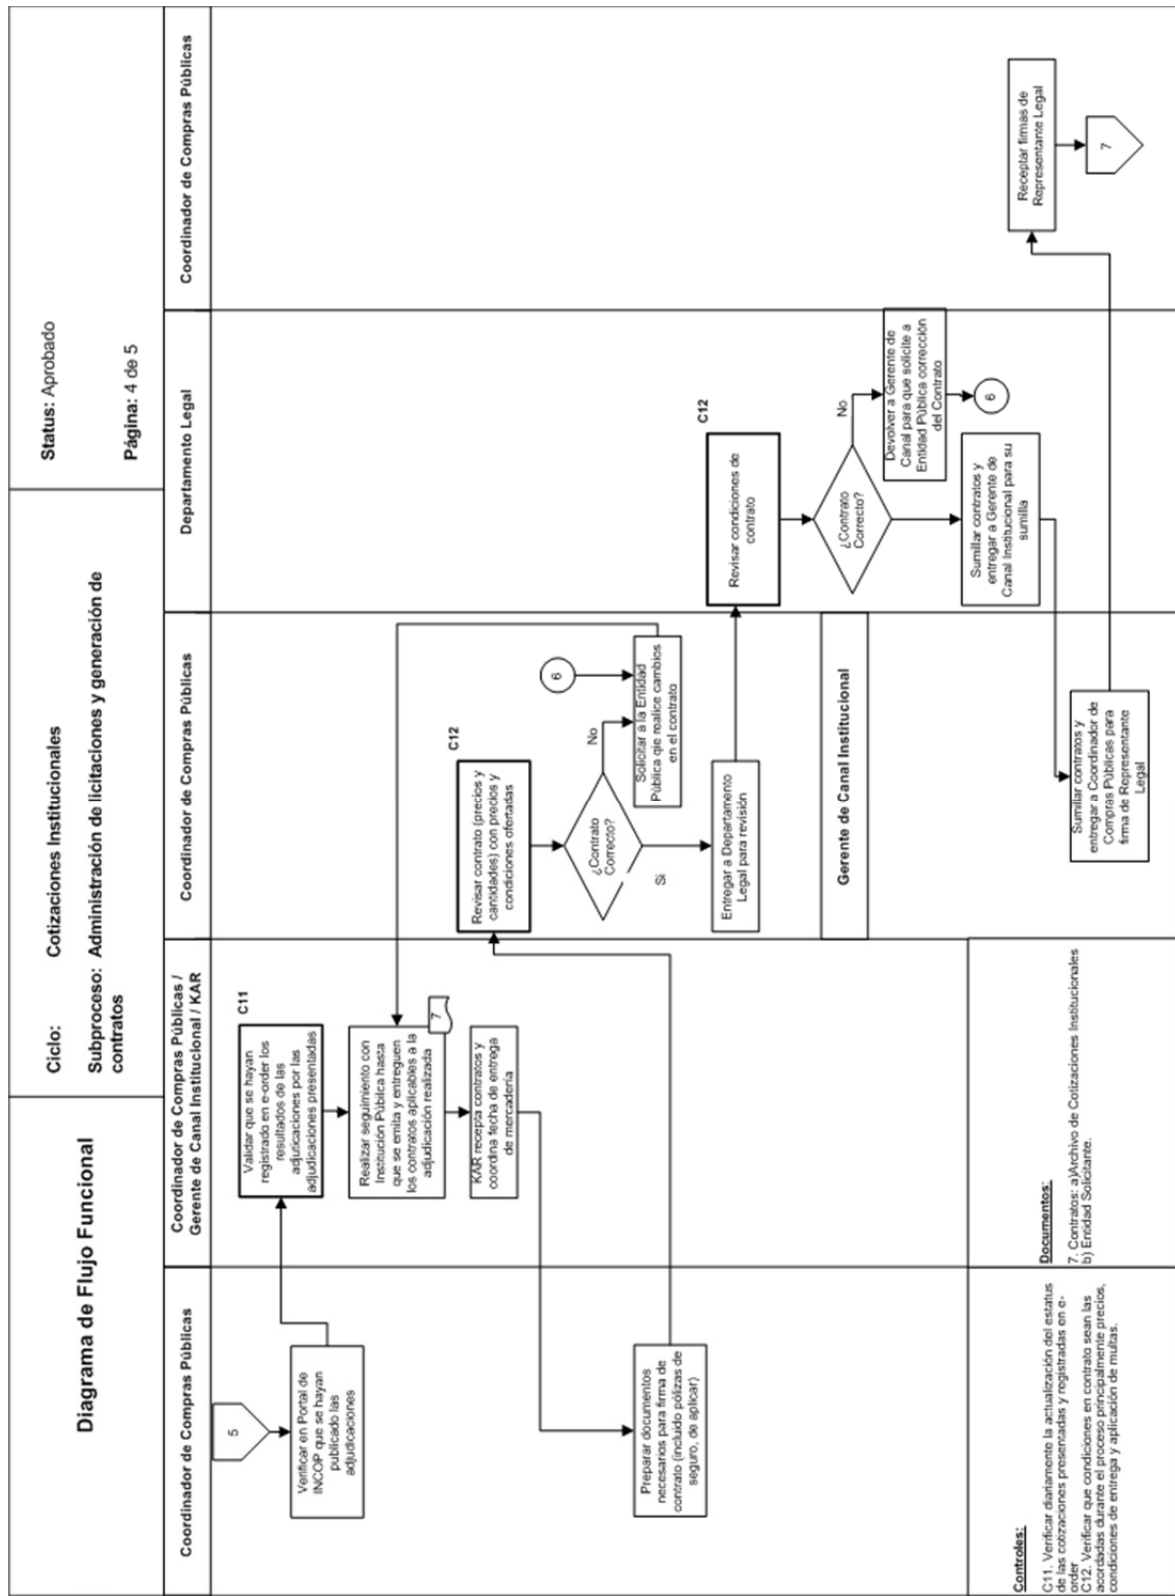 Diagrama de Flujo Funcional
Ciclo: Cotizaciones Institucionales
Subproceso: Administración de licitaciones y generación de
contratos
Status: Aprobado
Página: 4 de 5
Coordinador de Compras Públicas
Coordinador de Compras Públicas /
Gerente de Canal Institucional / KAR
Coordinador de Compras Públicas
Departamento Legal
Coordinador de Compras Públicas
5
Verificar en Portal de
INCOP que se hayan
publicado las
adjudicaciones
C11
Validar que se hayan
registrado en e-order los
resultados de las
adjuticaciones por las
adjudicaciones presentadas
Realizar seguimiento con
Institución Pública hasta
que se emita y entreguen
los contratos aplicables a la
adjudicación realizada
7
KAR recepta contratos y
coordina fecha de entrega
de mercadería
Preparar documentos
necesarios para firma de
contrato (incluido pólizas de
seguro, de aplicar)
C12
Revisar contrato (precios y
cantidades) con precios y
condiciones ofertadas
¿Contrato
Correcto?
No
Si
6
Solicitar a la Entidad
Pública qie realice cambios
en el contrato
Entregar a Departamento
Legal para revisión
C12
Revisar condiciones de
contrato
¿Contrato
Correcto?
No
Devolver a Gerente de
Canal para que solicite a
Entidad Pública corrección
del Contrato
6
Sumillar contratos y
entregar a Gerente de
Canal Institucional para su
sumilla
Gerente de Canal Institucional
Sumillar contratos y
entregar a Coordinador de
Compras Públicas para
firma de Representante
Legal
Receptar firmas de
Representante Legal
7
Controles:
C11. Verificar diariamente la actualización del estatus
de las cotizaciones presentadas y registradas en e-
order
C12. Verificar que condiciones en contrato sean las
acordadas durante el proceso principalmente precios,
condiciones de entrega y aplicación de multas.
Documentos:
7. Contratos: a)Archivo de Cotizaciones Institucionales
b) Entidad Solicitante.